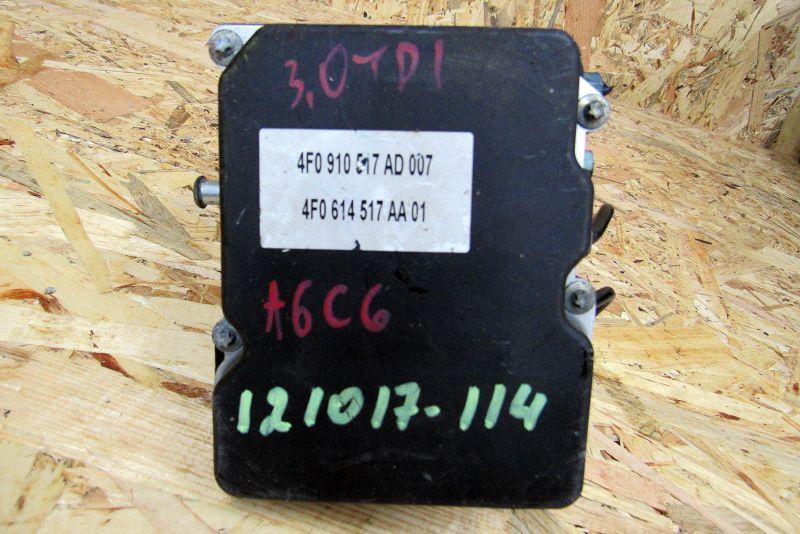 3,0TDI
4F0 910 517 AD 007
4F0 614 517 AA 01
A6C6
121017-114